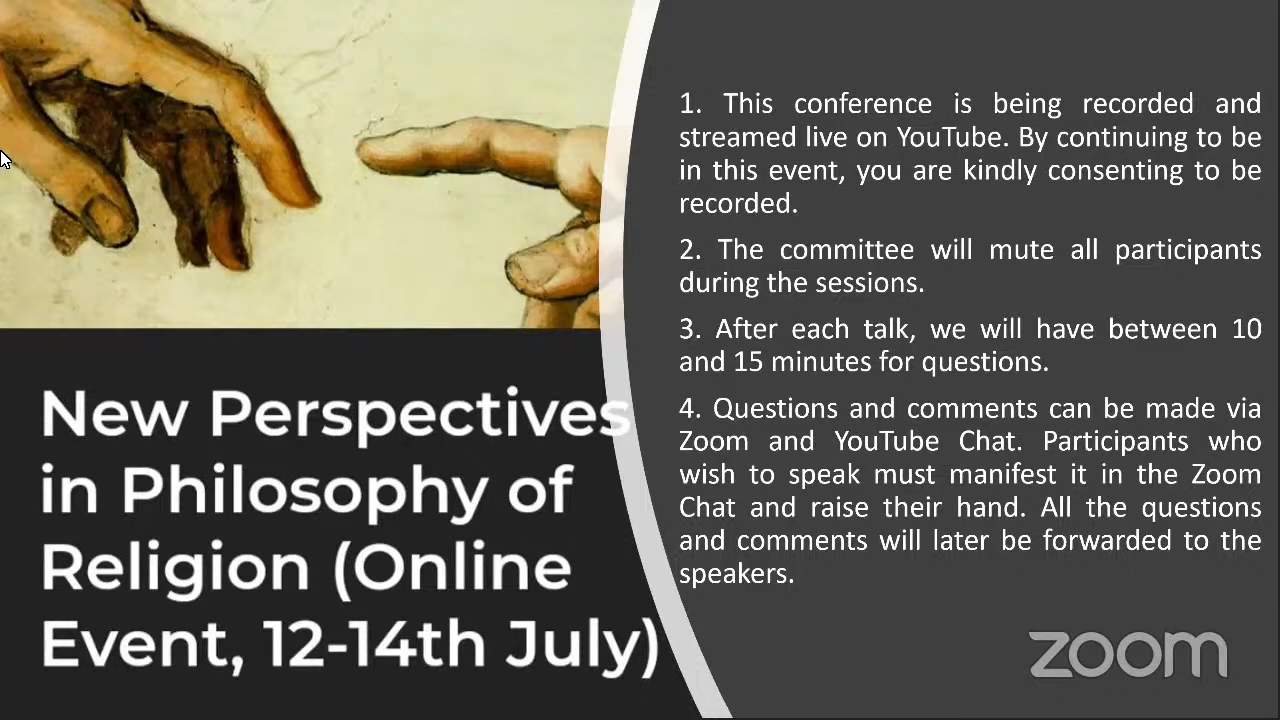 New Perspectives
in Philosophy of
Religion (Online
Event, 12-14th July)
1. This conference is being recorded and
streamed live on YouTube. By continuing to be
in this event, you are kindly consenting to be
recorded.
2. The committee will mute all participants
during the sessions.
3. After each talk, we will have between 10
and 15 minutes for questions.
4. Questions and comments can be made via
Zoom and YouTube Chat. Participants who
wish to speak must manifest it in the Zoom
Chat and raise their hand. All the questions
and comments will later be forwarded to the
speakers.
zoom